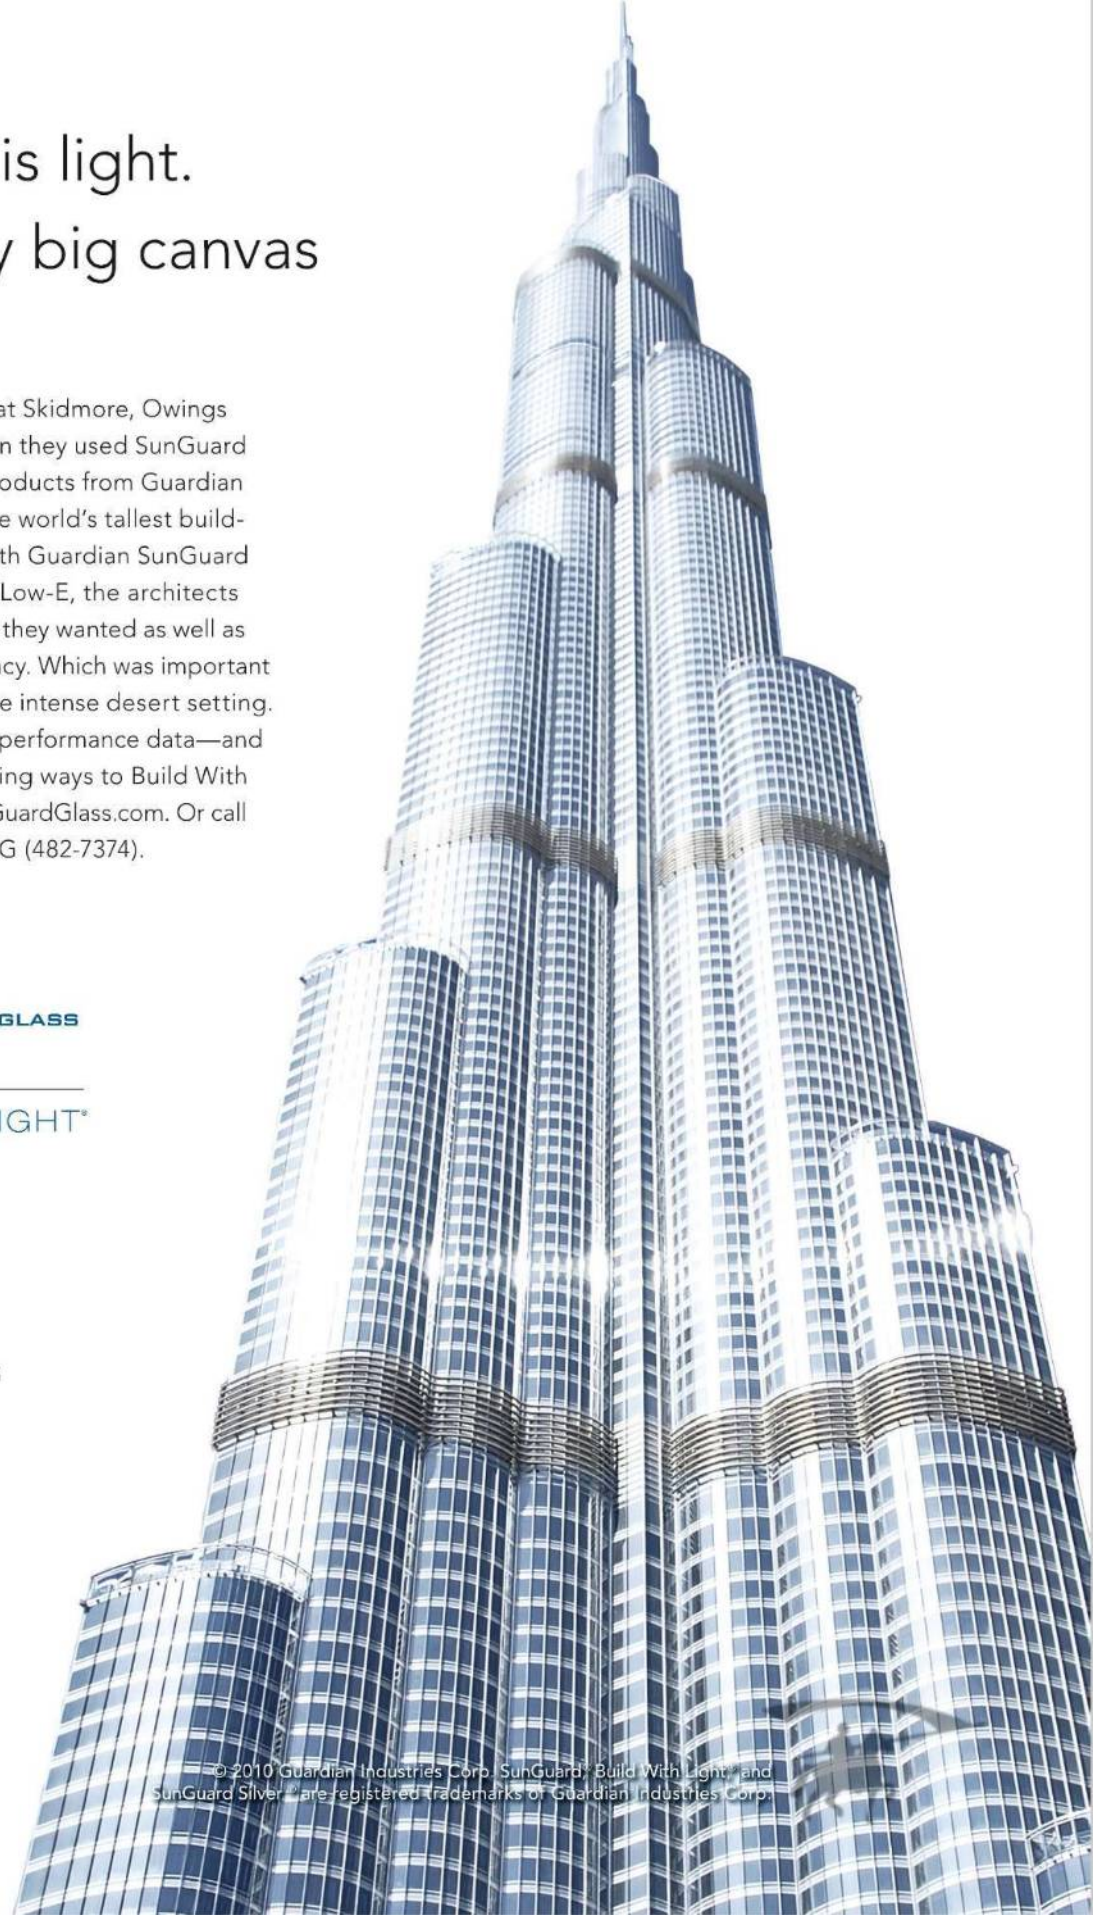 is light.
y big canvas
at Skidmore, Owings
n they used SunGuard
oducts from Guardian
e world's tallest build-
th Guardian SunGuard
Low-E, the architects
they wanted as well as
cy. Which was important
e intense desert setting.
performance data—and
ing ways to Build With
GuardGlass.com. Or call
G (482-7374).
GLASS
IGHT®
© 2010 Guardian Industries Corp. SunGuard,® Build With Light,® and
SunGuard Silver™ are registered trademarks of Guardian Industries Corp.